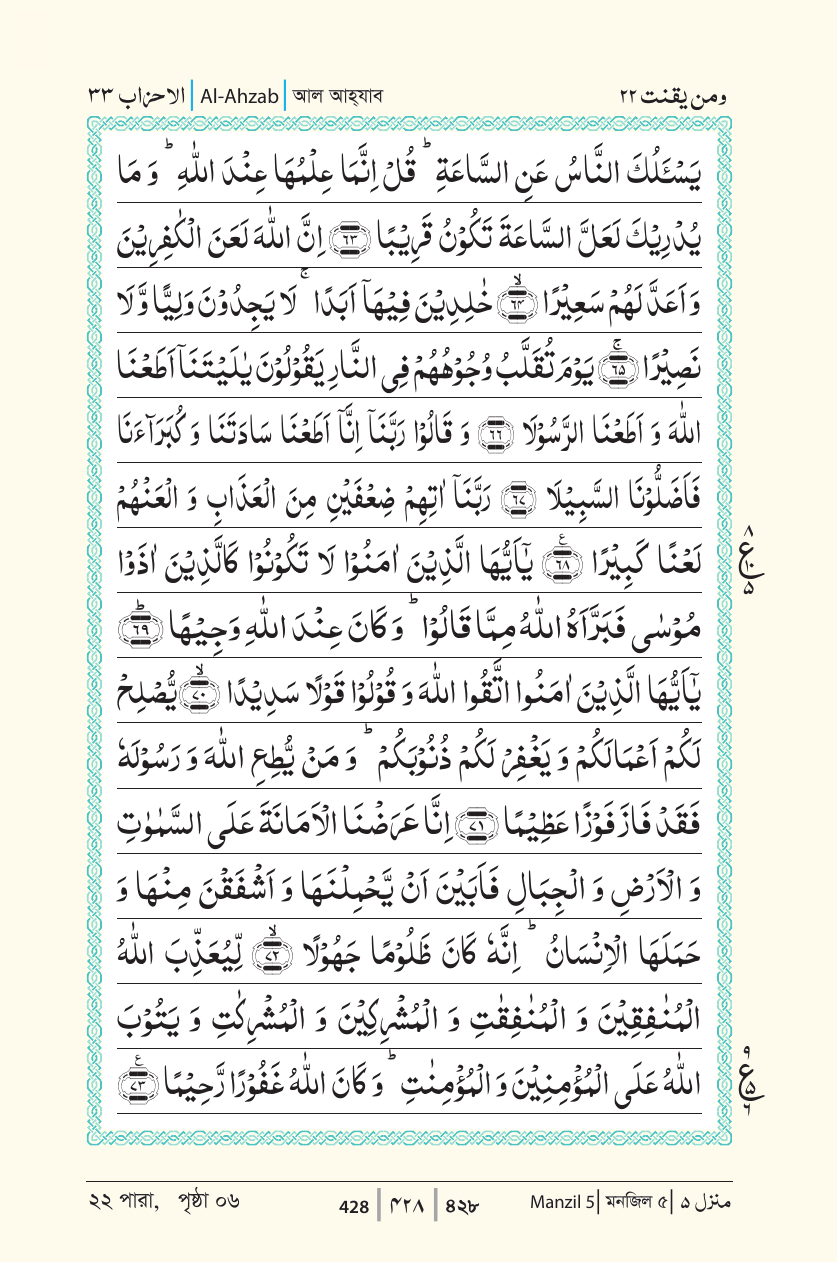 الاحزاب ٣٣ | Al-Ahzab | আল আহ্‌যাব ومن يقنت ٢٢
يَسْـَٔلُكَ النَّاسُ عَنِ السَّاعَةِ ؕ قُلْ اِنَّمَا عِلْمُهَا عِنْدَ اللّٰهِ ؕ وَ مَا
يُدْرِيْكَ لَعَلَّ السَّاعَةَ تَكُوْنُ قَرِيْبًا ﴿٦٣﴾ اِنَّ اللّٰهَ لَعَنَ الْكٰفِرِيْنَ
وَ اَعَدَّ لَهُمْ سَعِيْرًا ﴿ۙ٦٤﴾ خٰلِدِيْنَ فِيْهَاۤ اَبَدًا ۚ لَا يَجِدُوْنَ وَلِيًّا وَّلَا
نَصِيْرًا ﴿ۚ٦٥﴾ يَوْمَ تُقَلَّبُ وُجُوْهُهُمْ فِى النَّارِ يَقُوْلُوْنَ يٰلَيْتَنَاۤ اَطَعْنَا
اللّٰهَ وَ اَطَعْنَا الرَّسُوْلَا ﴿٦٦﴾ وَ قَالُوْا رَبَّنَاۤ اِنَّاۤ اَطَعْنَا سَادَتَنَا وَ كُبَرَآءَنَا
فَاَضَلُّوْنَا السَّبِيْلَا ﴿٦٧﴾ رَبَّنَاۤ اٰتِهِمْ ضِعْفَيْنِ مِنَ الْعَذَابِ وَ الْعَنْهُمْ
لَعْنًا كَبِيْرًا ﴿ع٦٨﴾ يٰۤاَيُّهَا الَّذِيْنَ اٰمَنُوْا لَا تَكُوْنُوْا كَالَّذِيْنَ اٰذَوْا
٨ ع ١٠ ٥
مُوْسٰى فَبَرَّاَهُ اللّٰهُ مِمَّا قَالُوْا ؕ وَ كَانَ عِنْدَ اللّٰهِ وَجِيْهًا ﴿ؕ٦٩﴾
يٰۤاَيُّهَا الَّذِيْنَ اٰمَنُوا اتَّقُوا اللّٰهَ وَ قُوْلُوْا قَوْلًا سَدِيْدًا ﴿ۙ٧٠﴾ يُّصْلِحْ
لَكُمْ اَعْمَالَكُمْ وَ يَغْفِرْ لَكُمْ ذُنُوْبَكُمْ ؕ وَ مَنْ يُّطِعِ اللّٰهَ وَ رَسُوْلَهٗ
فَقَدْ فَازَ فَوْزًا عَظِيْمًا ﴿٧١﴾ اِنَّا عَرَضْنَا الْاَمَانَةَ عَلَى السَّمٰوٰتِ
وَ الْاَرْضِ وَ الْجِبَالِ فَاَبَيْنَ اَنْ يَّحْمِلْنَهَا وَ اَشْفَقْنَ مِنْهَا وَ
حَمَلَهَا الْاِنْسَانُ ؕ اِنَّهٗ كَانَ ظَلُوْمًا جَهُوْلًا ﴿ۙ٧٢﴾ لِّيُعَذِّبَ اللّٰهُ
الْمُنٰفِقِيْنَ وَ الْمُنٰفِقٰتِ وَ الْمُشْرِكِيْنَ وَ الْمُشْرِكٰتِ وَ يَتُوْبَ
اللّٰهُ عَلَى الْمُؤْمِنِيْنَ وَ الْمُؤْمِنٰتِ ؕ وَ كَانَ اللّٰهُ غَفُوْرًا رَّحِيْمًا ﴿ع٧٣﴾
٩ ع ٥ ٦
২২ পারা, পৃষ্ঠা ০৬ 428 | ٤٢٨ | ৪২৮ Manzil 5 | মনজিল ৫ | منزل ٥